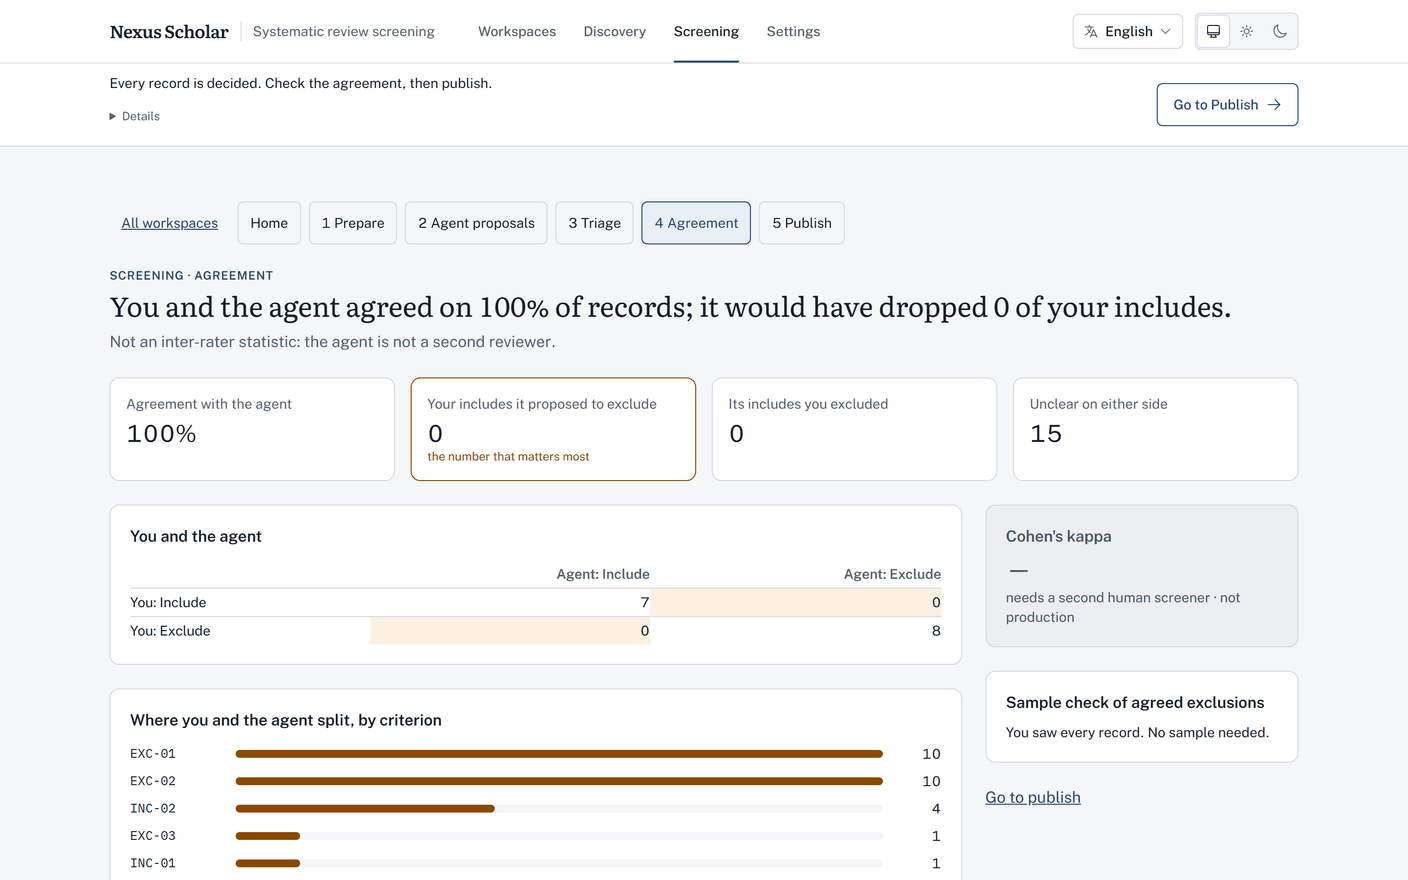 Nexus Scholar
Systematic review screening
Workspaces
Discovery
Screening
Settings
English
Every record is decided. Check the agreement, then publish.
Details
Go to Publish
All workspaces
Home
1 Prepare
2 Agent proposals
3 Triage
4 Agreement
5 Publish
SCREENING · AGREEMENT
You and the agent agreed on 100% of records; it would have dropped 0 of your includes.
Not an inter-rater statistic: the agent is not a second reviewer.
Agreement with the agent
100%
Your includes it proposed to exclude
0
the number that matters most
Its includes you excluded
0
Unclear on either side
15
You and the agent
Agent: Include Agent: Exclude
You: Include 7 0
You: Exclude 0 8
Cohen's kappa
—
needs a second human screener · not
production
Where you and the agent split, by criterion
EXC-01 10
EXC-02 10
INC-02 4
EXC-03 1
INC-01 1
Sample check of agreed exclusions
You saw every record. No sample needed.
Go to publish